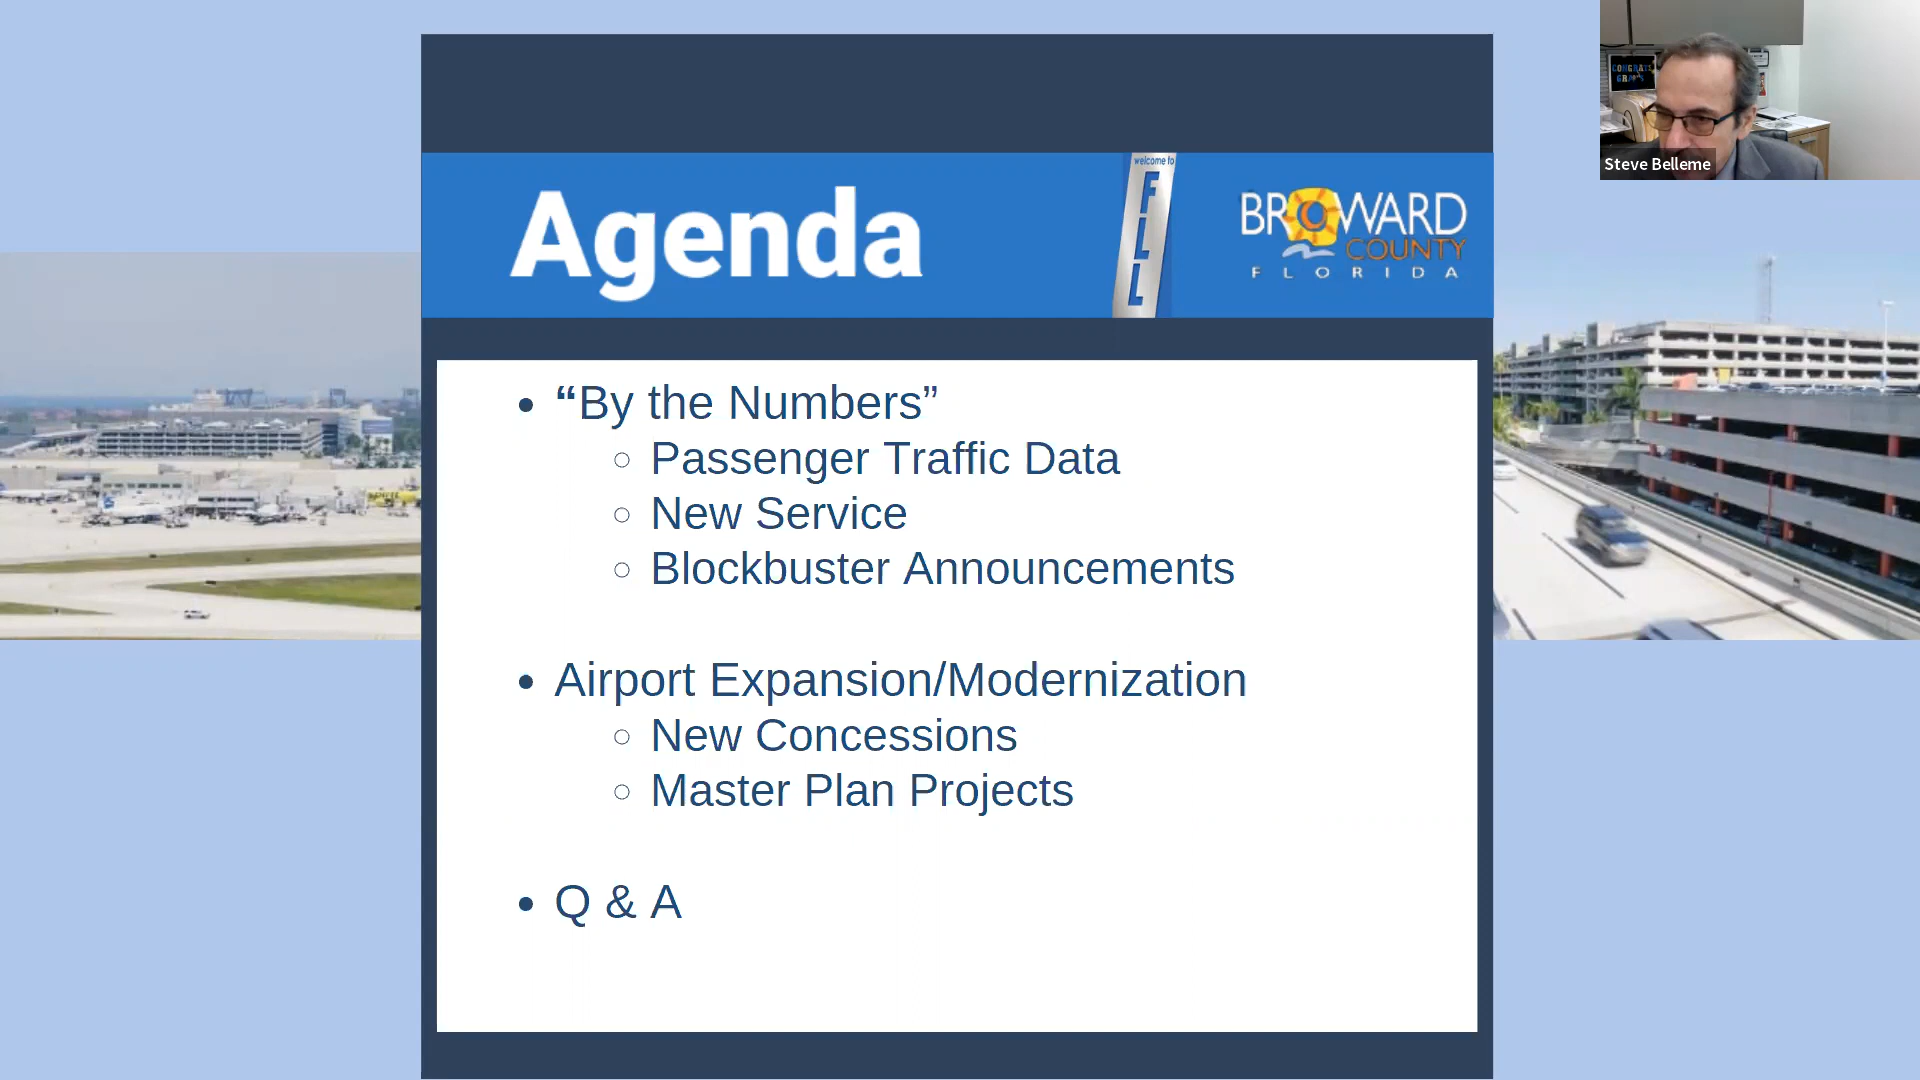 Agenda
welcome to
FLL
BROWARD
COUNTY
FLORIDA
CONGRATS
Steve Belleme
• “By the Numbers”
○ Passenger Traffic Data
○ New Service
○ Blockbuster Announcements
• Airport Expansion/Modernization
○ New Concessions
○ Master Plan Projects
• Q & A